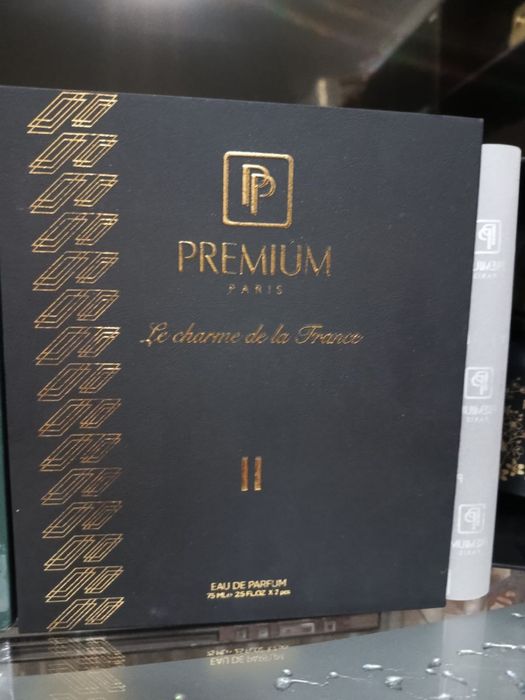 PP
PREMIUM
PARIS
Le charme de la France
II
EAU DE PARFUM
75 ML℮ 2.5 FL.OZ X 2 pcs